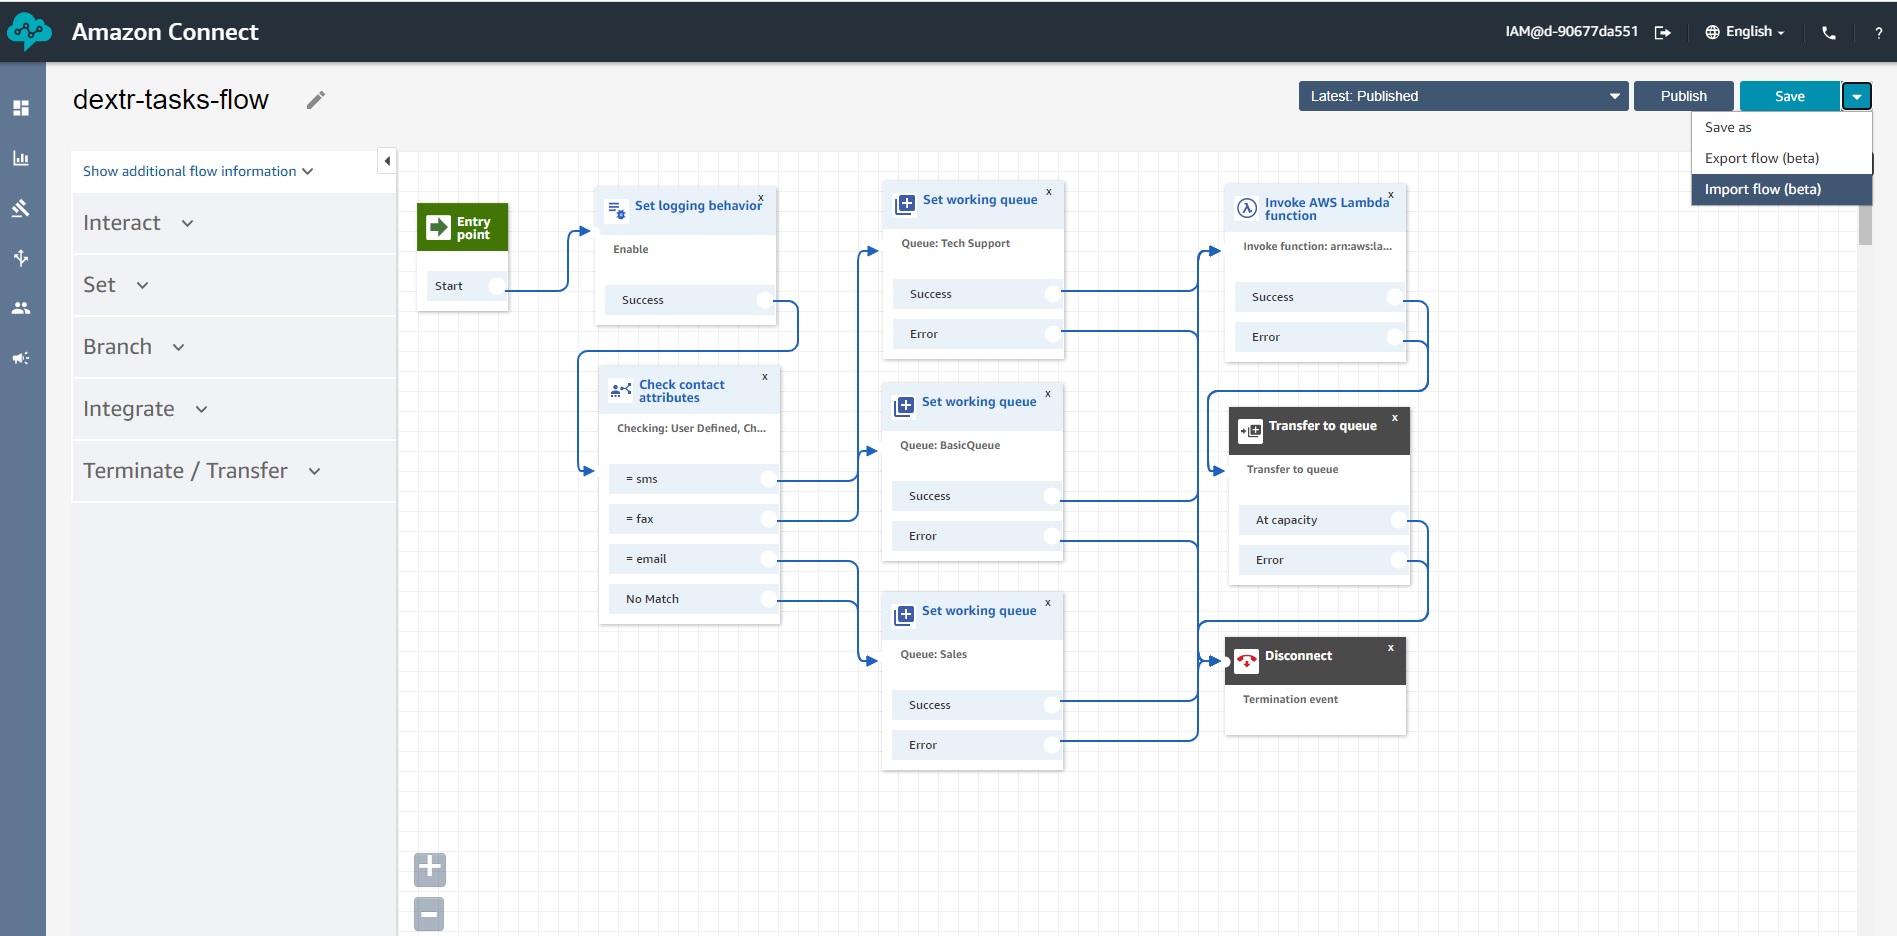 Amazon Connect
IAM@d-90677da551
English
?
dextr-tasks-flow
Latest: Published
Publish
Save
Save as
Export flow (beta)
Import flow (beta)
Show additional flow information
Interact
Set
Branch
Integrate
Terminate / Transfer
Entry
point
Start
Set logging behavior
x
Enable
Success
Check contact
attributes
x
Checking: User Defined, Ch...
= sms
= fax
= email
No Match
Set working queue
x
Queue: Tech Support
Success
Error
Set working queue
x
Queue: BasicQueue
Success
Error
Set working queue
x
Queue: Sales
Success
Error
Invoke AWS Lambda
function
x
Invoke function: arn:aws:la...
Success
Error
Transfer to queue
x
Transfer to queue
At capacity
Error
Disconnect
x
Termination event